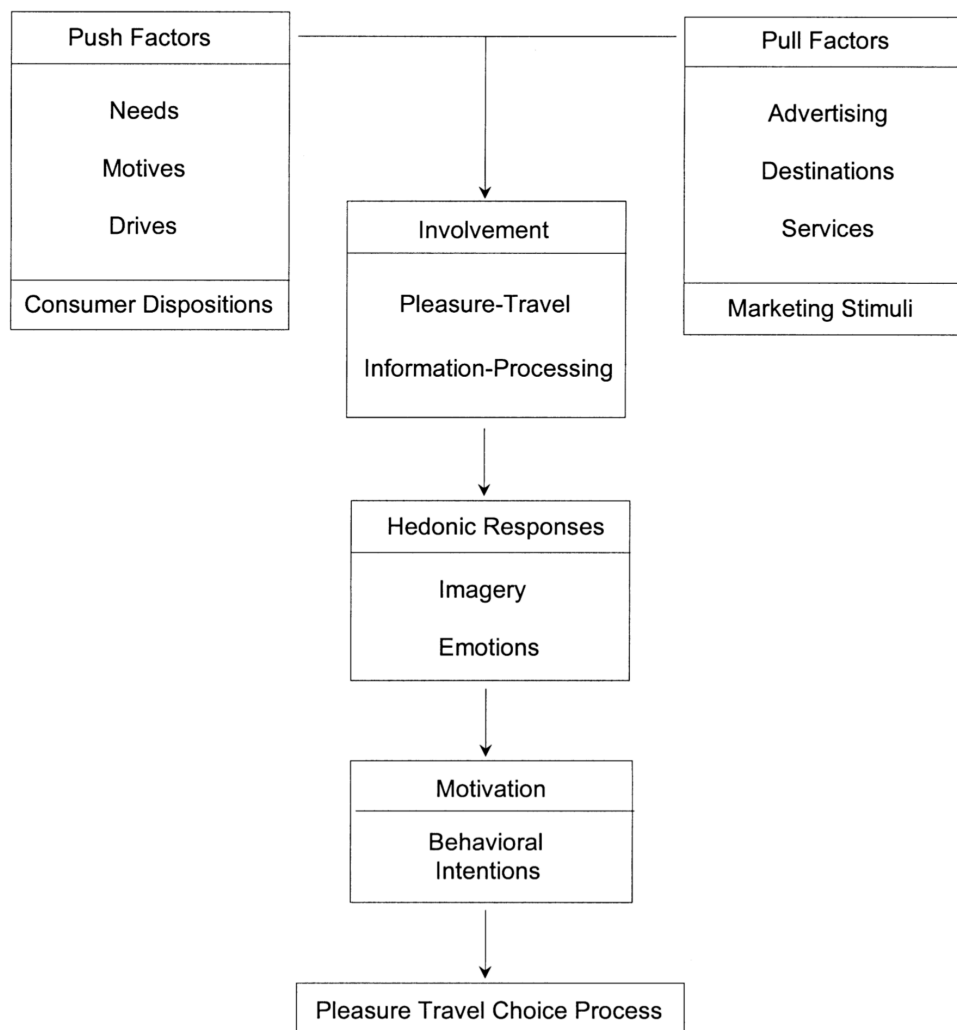 Push Factors
Needs
Motives
Drives
Consumer Dispositions
Pull Factors
Advertising
Destinations
Services
Marketing Stimuli
Involvement
Pleasure-Travel
Information-Processing
Hedonic Responses
Imagery
Emotions
Motivation
Behavioral
Intentions
Pleasure Travel Choice Process